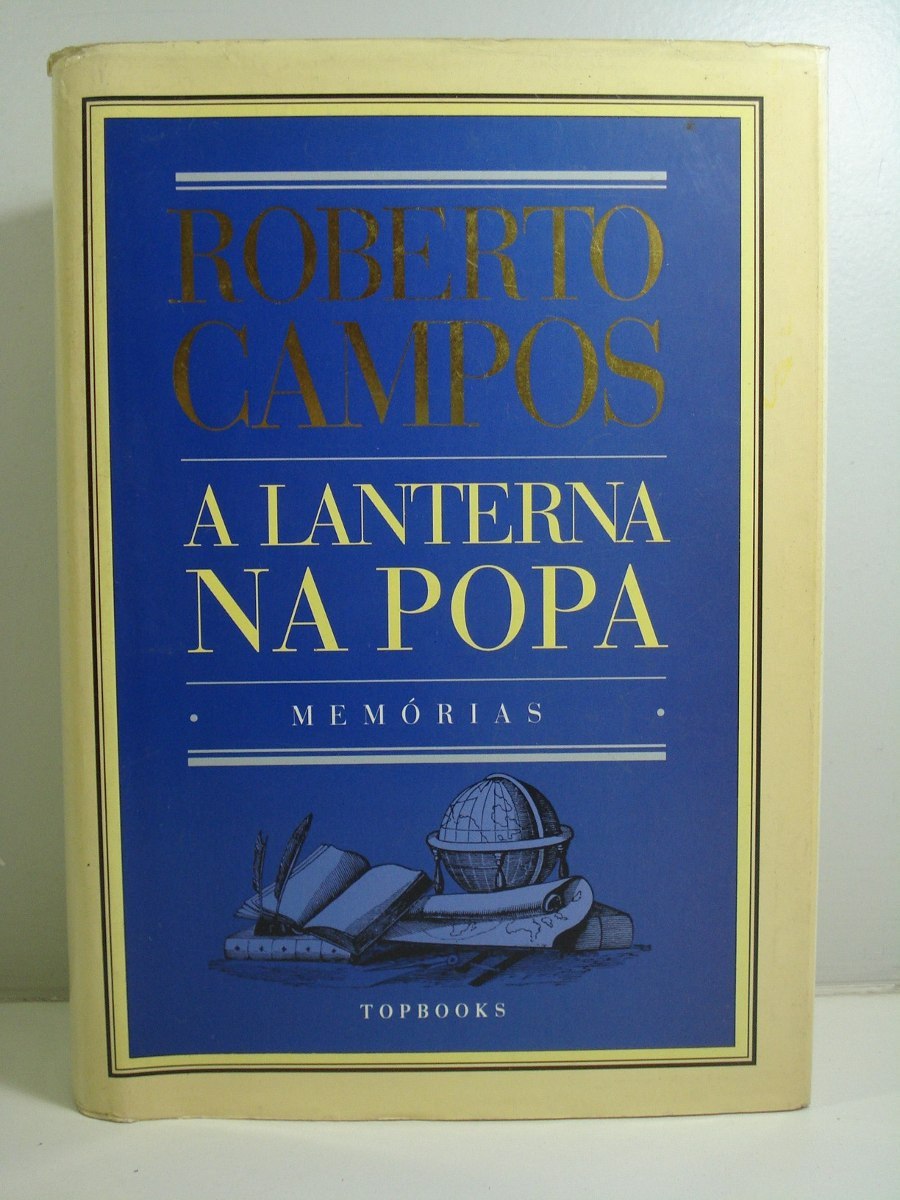 ROBERTO
CAMPOS
A LANTERNA
NA POPA
• MEMÓRIAS •
TOPBOOKS